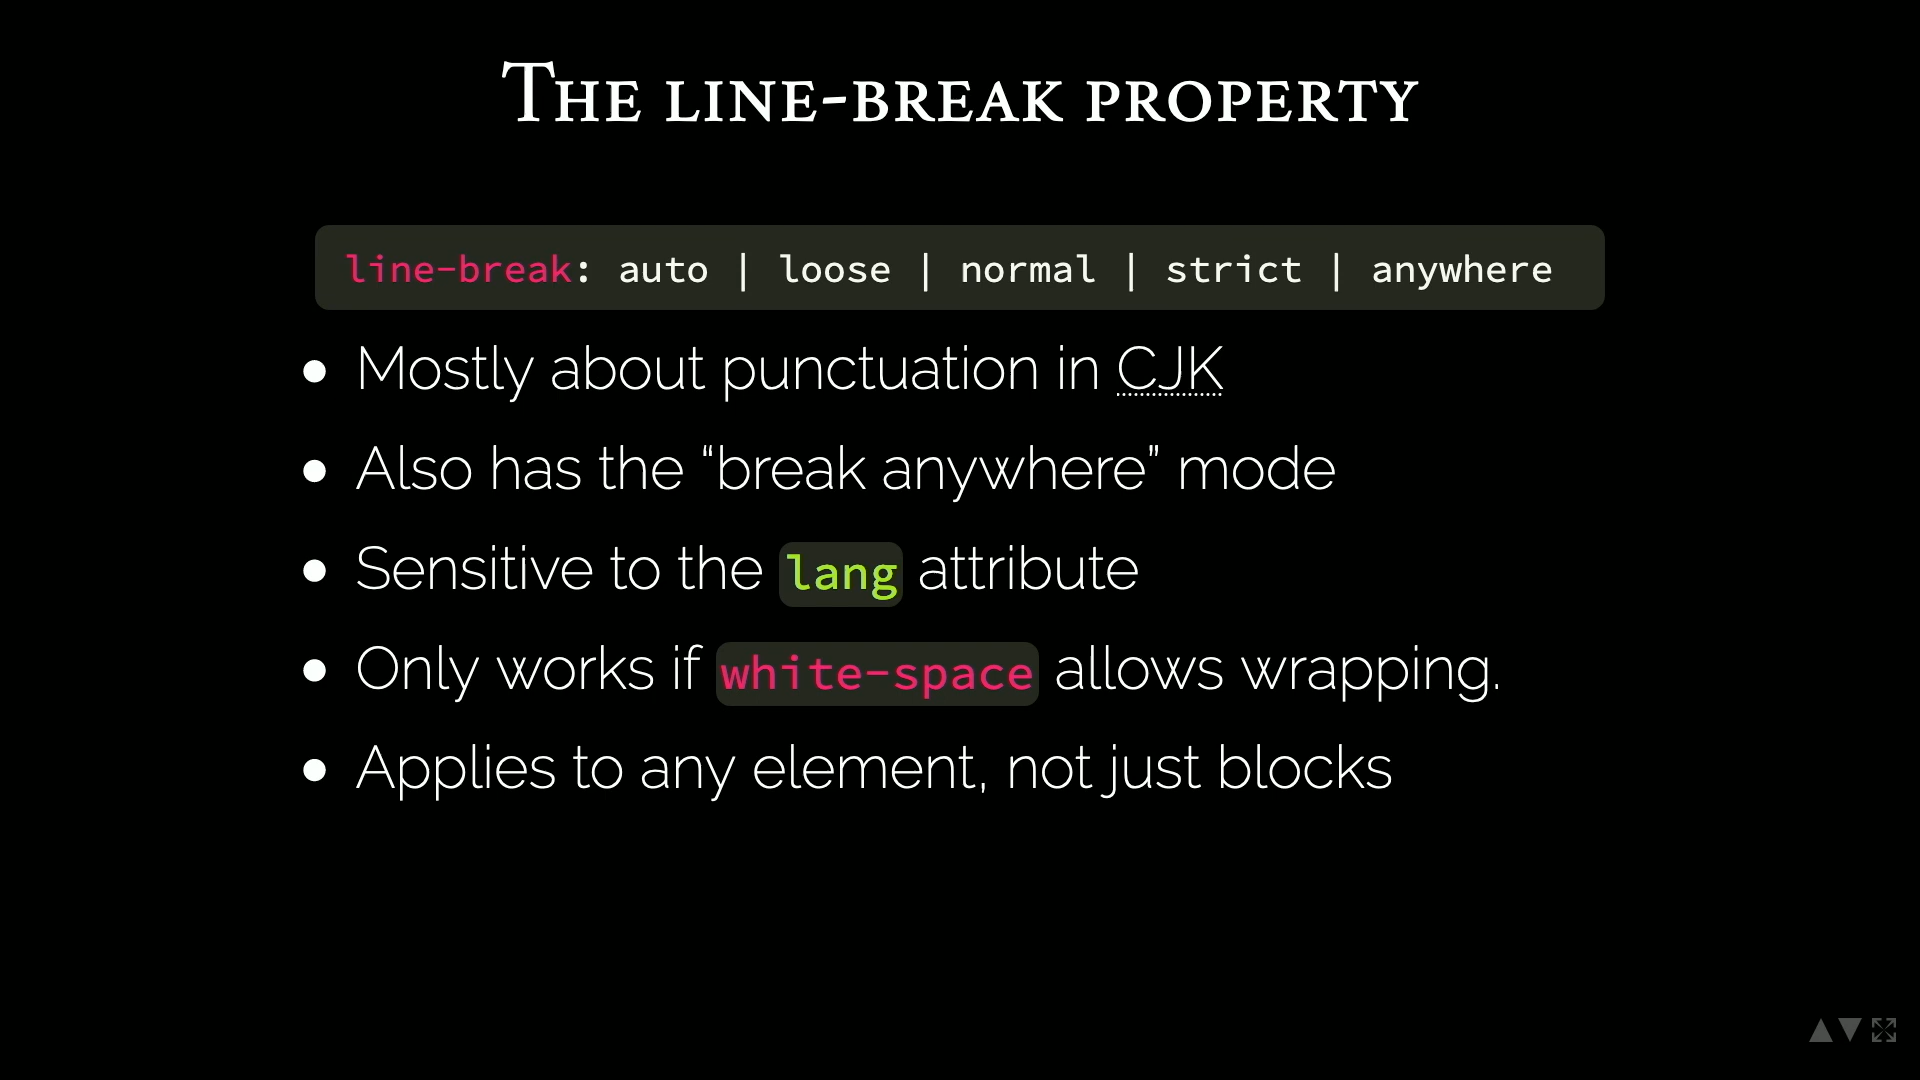 The line-break property
line-break: auto | loose | normal | strict | anywhere
Mostly about punctuation in CJK
Also has the “break anywhere” mode
Sensitive to the lang attribute
Only works if white-space allows wrapping.
Applies to any element, not just blocks